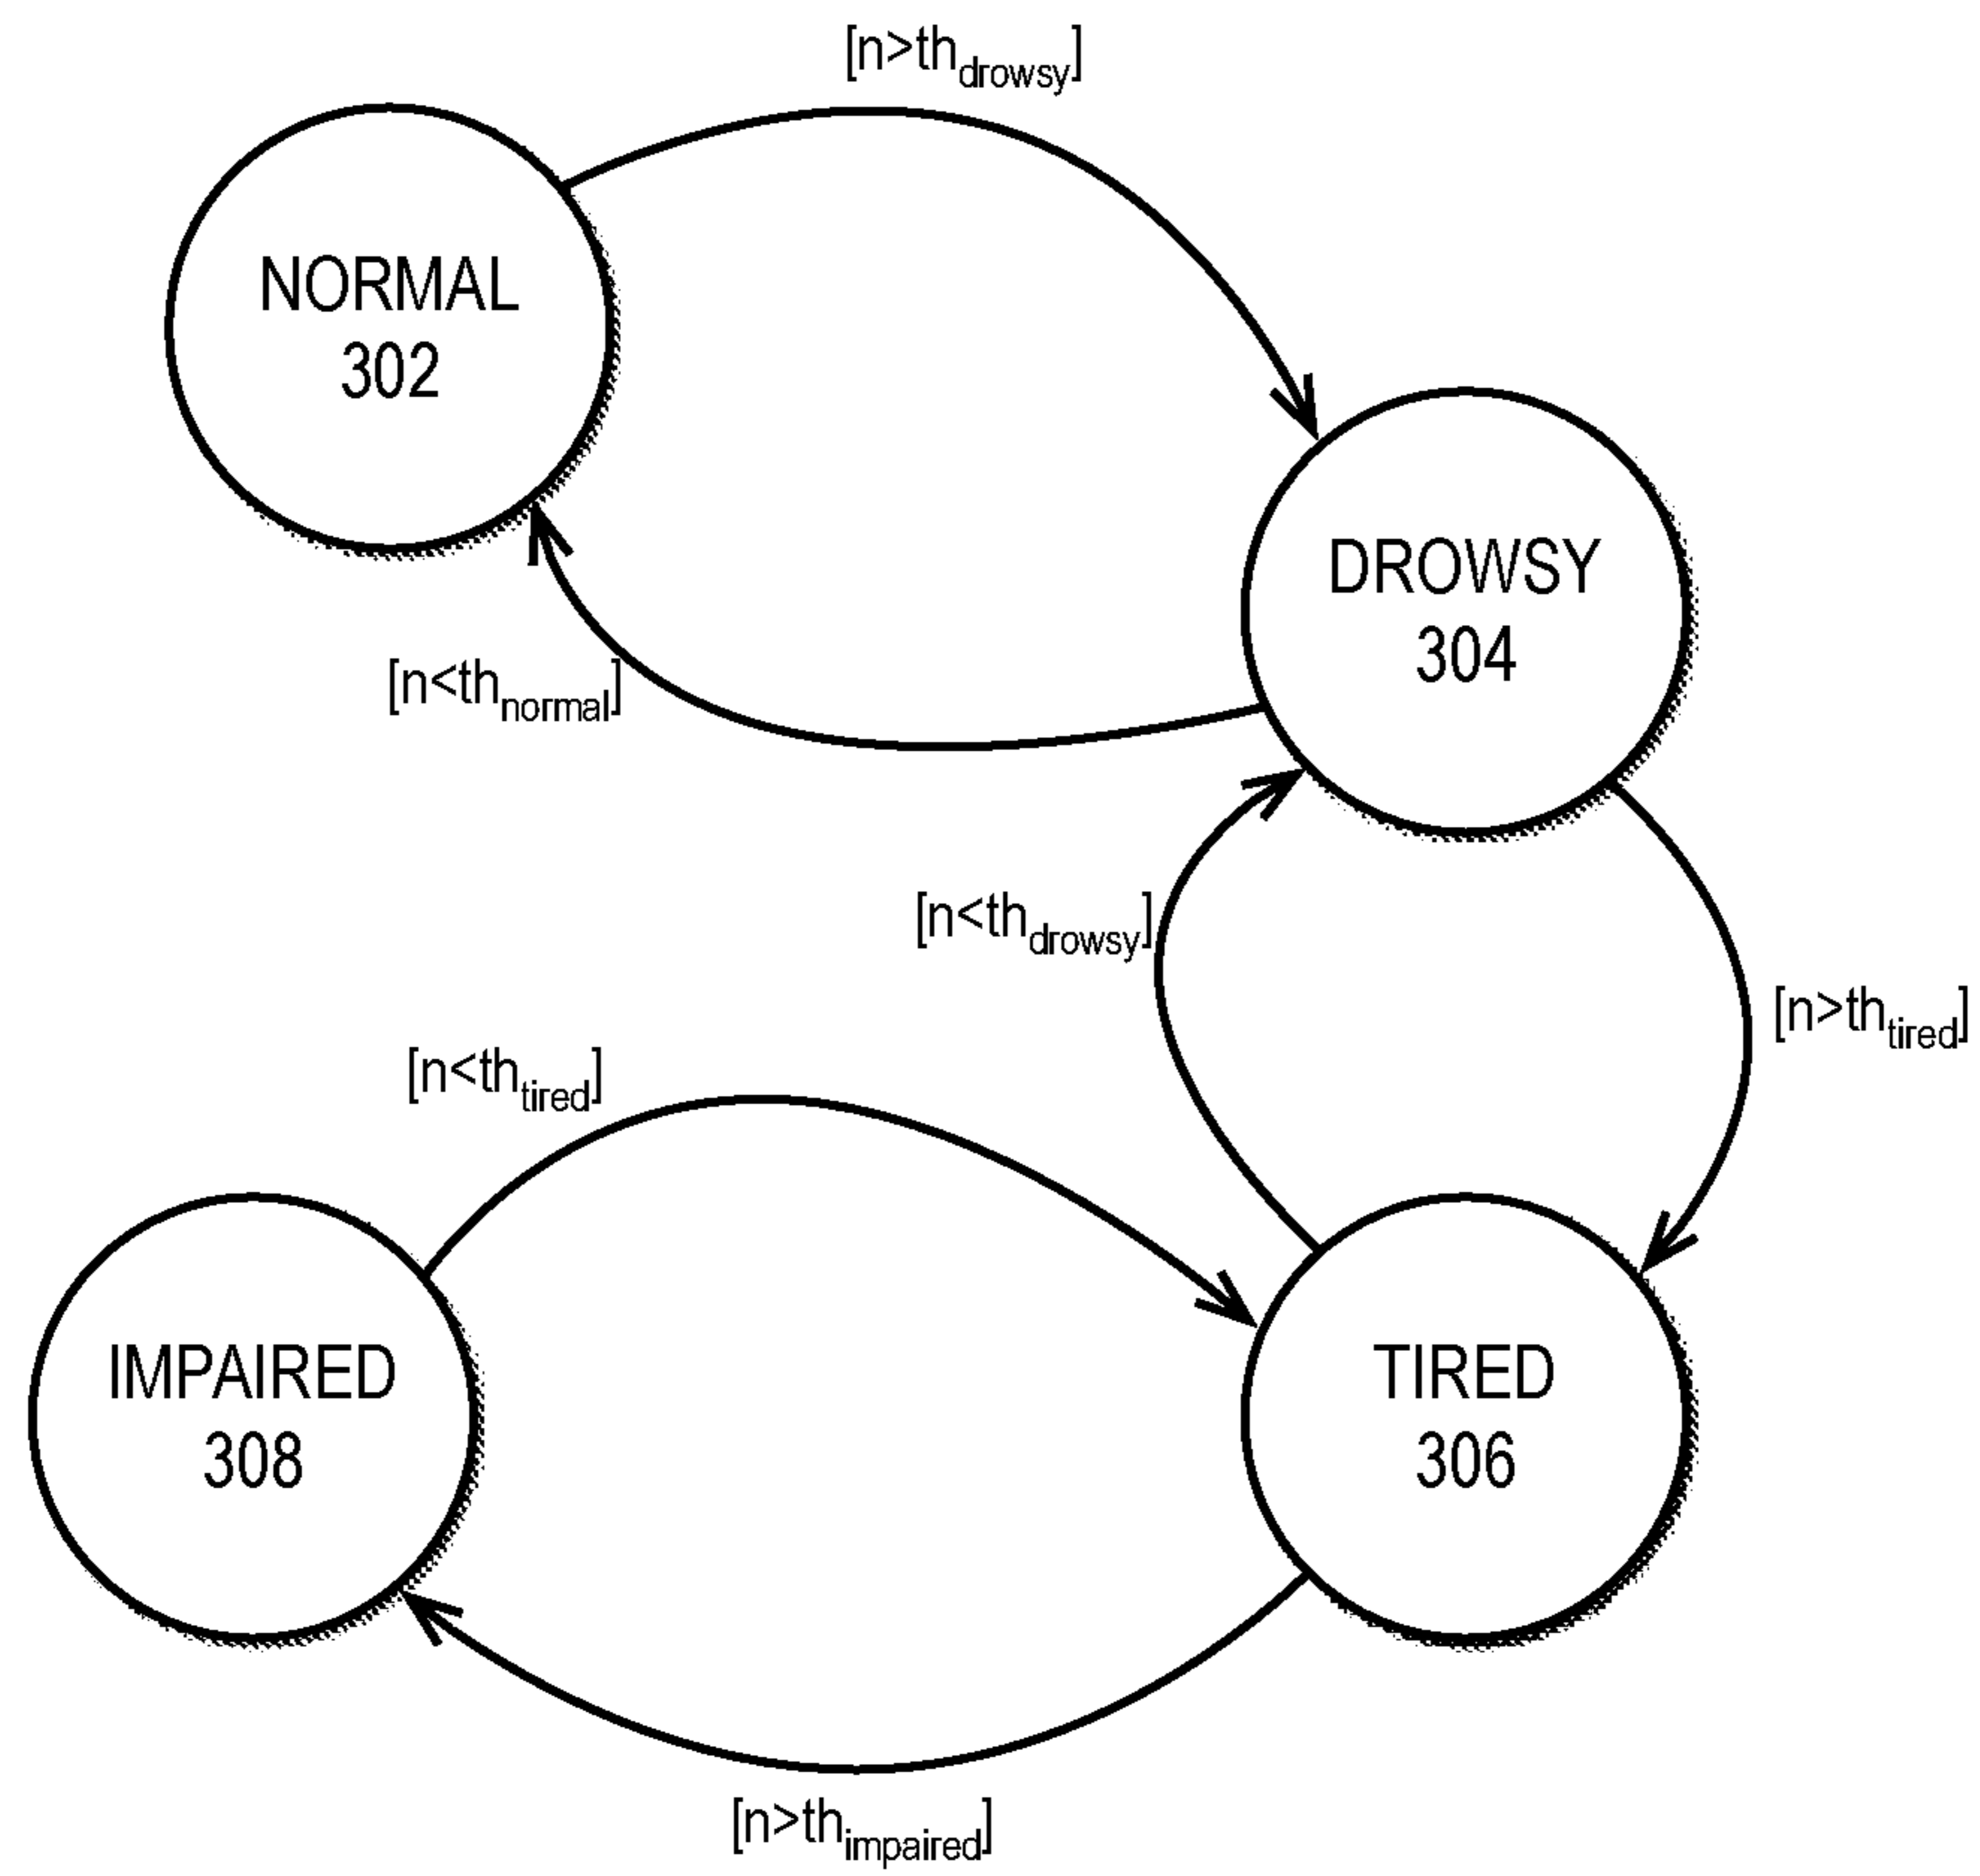 [n>th_drowsy]
NORMAL
302
DROWSY
304
[n<th_normal]
[n<th_drowsy]
[n>th_tired]
[n<th_tired]
IMPAIRED
308
TIRED
306
[n>th_impaired]